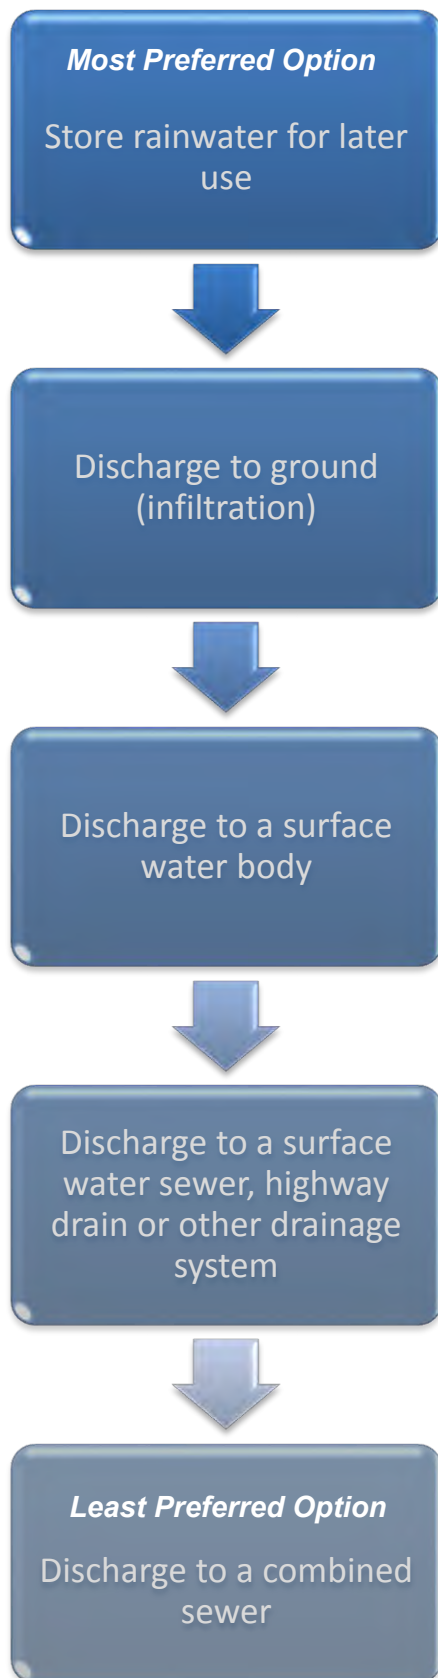 Most Preferred Option
Store rainwater for later
use
Discharge to ground
(infiltration)
Discharge to a surface
water body
Discharge to a surface
water sewer, highway
drain or other drainage
system
Least Preferred Option
Discharge to a combined
sewer